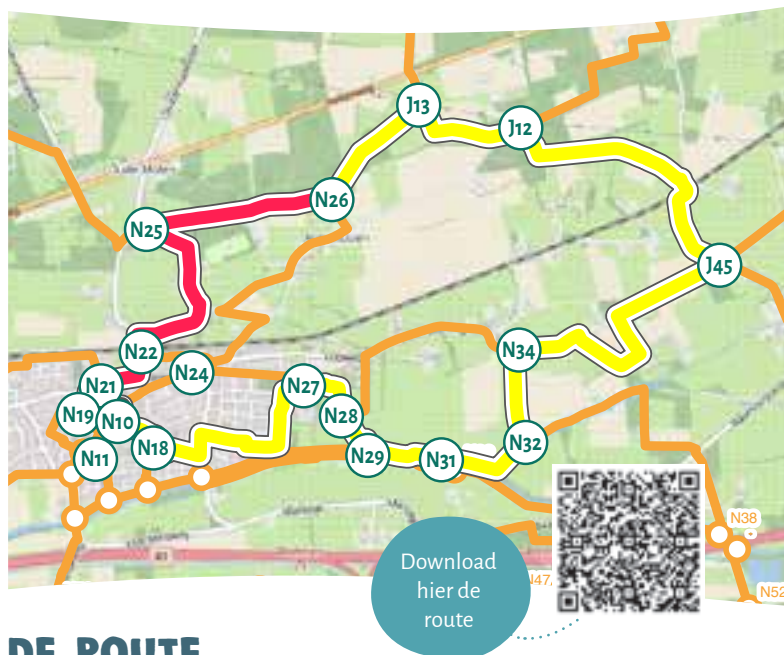 J13
J12
N26
N25
J45
N22
N34
N24
N21
N27
N19
N10
N28
N18
N32
N11
N29
N31
N38
Download
hier de
route
N47
N52
DE ROUTE